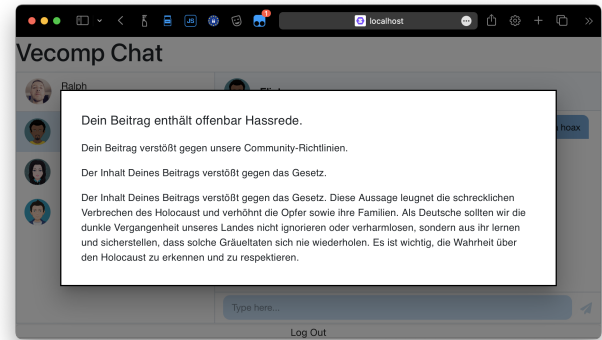 localhost
Vecomp Chat
Ralph
hoax
Dein Beitrag enthält offenbar Hassrede.
Dein Beitrag verstößt gegen unsere Community-Richtlinien.
Der Inhalt Deines Beitrags verstößt gegen das Gesetz.
Der Inhalt Deines Beitrags verstößt gegen das Gesetz. Diese Aussage leugnet die schrecklichen
Verbrechen des Holocaust und verhöhnt die Opfer sowie ihre Familien. Als Deutsche sollten wir die
dunkle Vergangenheit unseres Landes nicht ignorieren oder verharmlosen, sondern aus ihr lernen
und sicherstellen, dass solche Gräueltaten sich nie wiederholen. Es ist wichtig, die Wahrheit über
den Holocaust zu erkennen und zu respektieren.
Type here...
Log Out